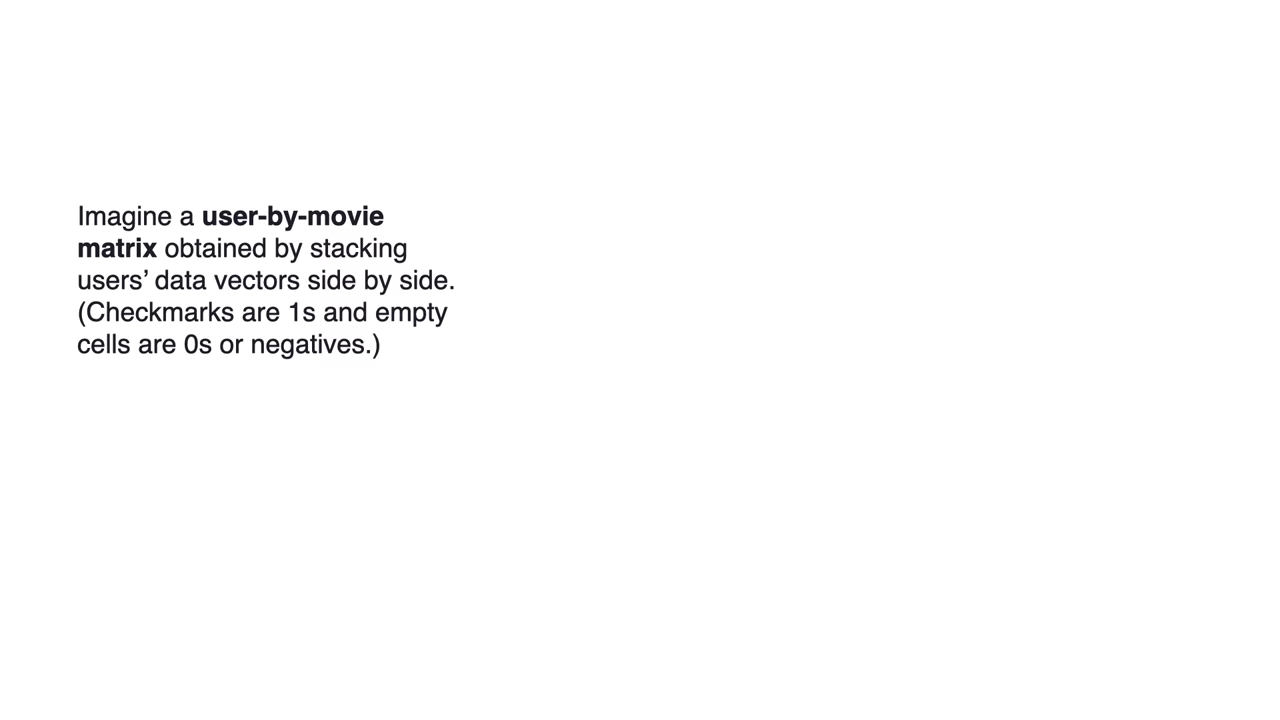 Imagine a user-by-movie
matrix obtained by stacking
users’ data vectors side by side.
(Checkmarks are 1s and empty
cells are 0s or negatives.)